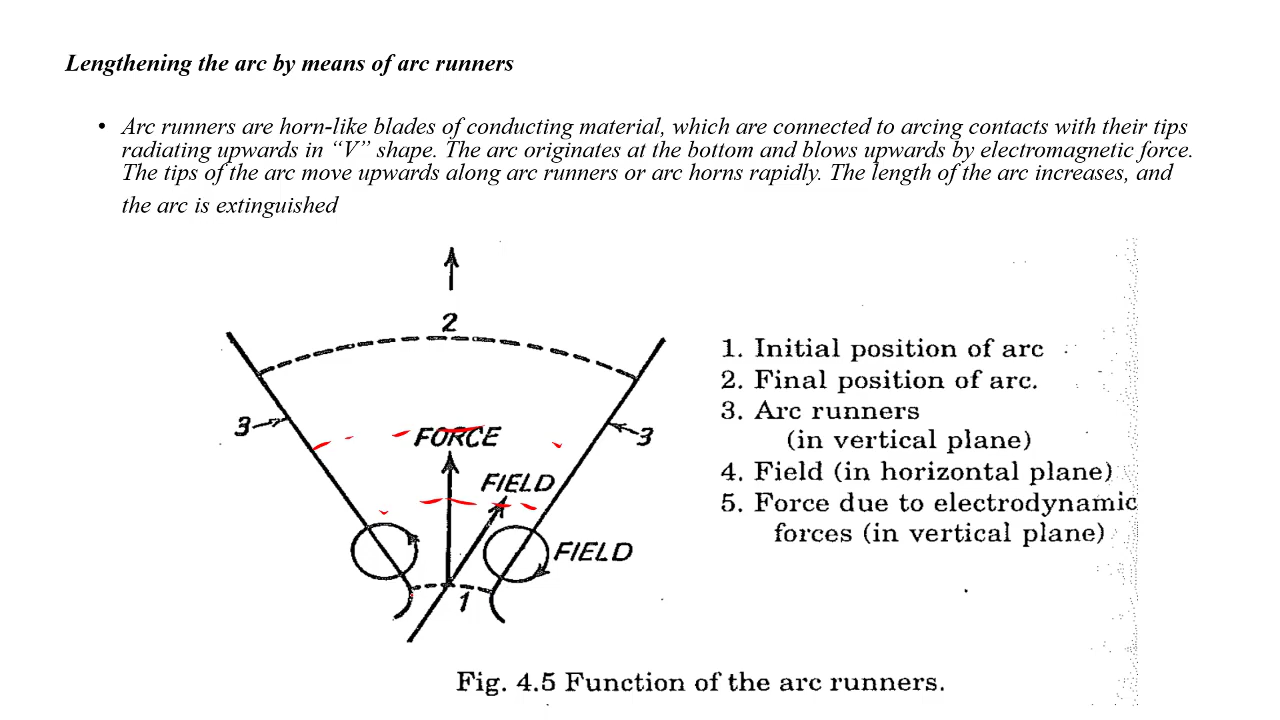 Lengthening the arc by means of arc runners
• Arc runners are horn-like blades of conducting material, which are connected to arcing contacts with their tips
radiating upwards in “V” shape. The arc originates at the bottom and blows upwards by electromagnetic force.
The tips of the arc move upwards along arc runners or arc horns rapidly. The length of the arc increases, and
the arc is extinguished
2
3
3
FORCE
FIELD
FIELD
1
1. Initial position of arc
2. Final position of arc.
3. Arc runners
(in vertical plane)
4. Field (in horizontal plane)
5. Force due to electrodynamic
forces (in vertical plane)
Fig. 4.5 Function of the arc runners.